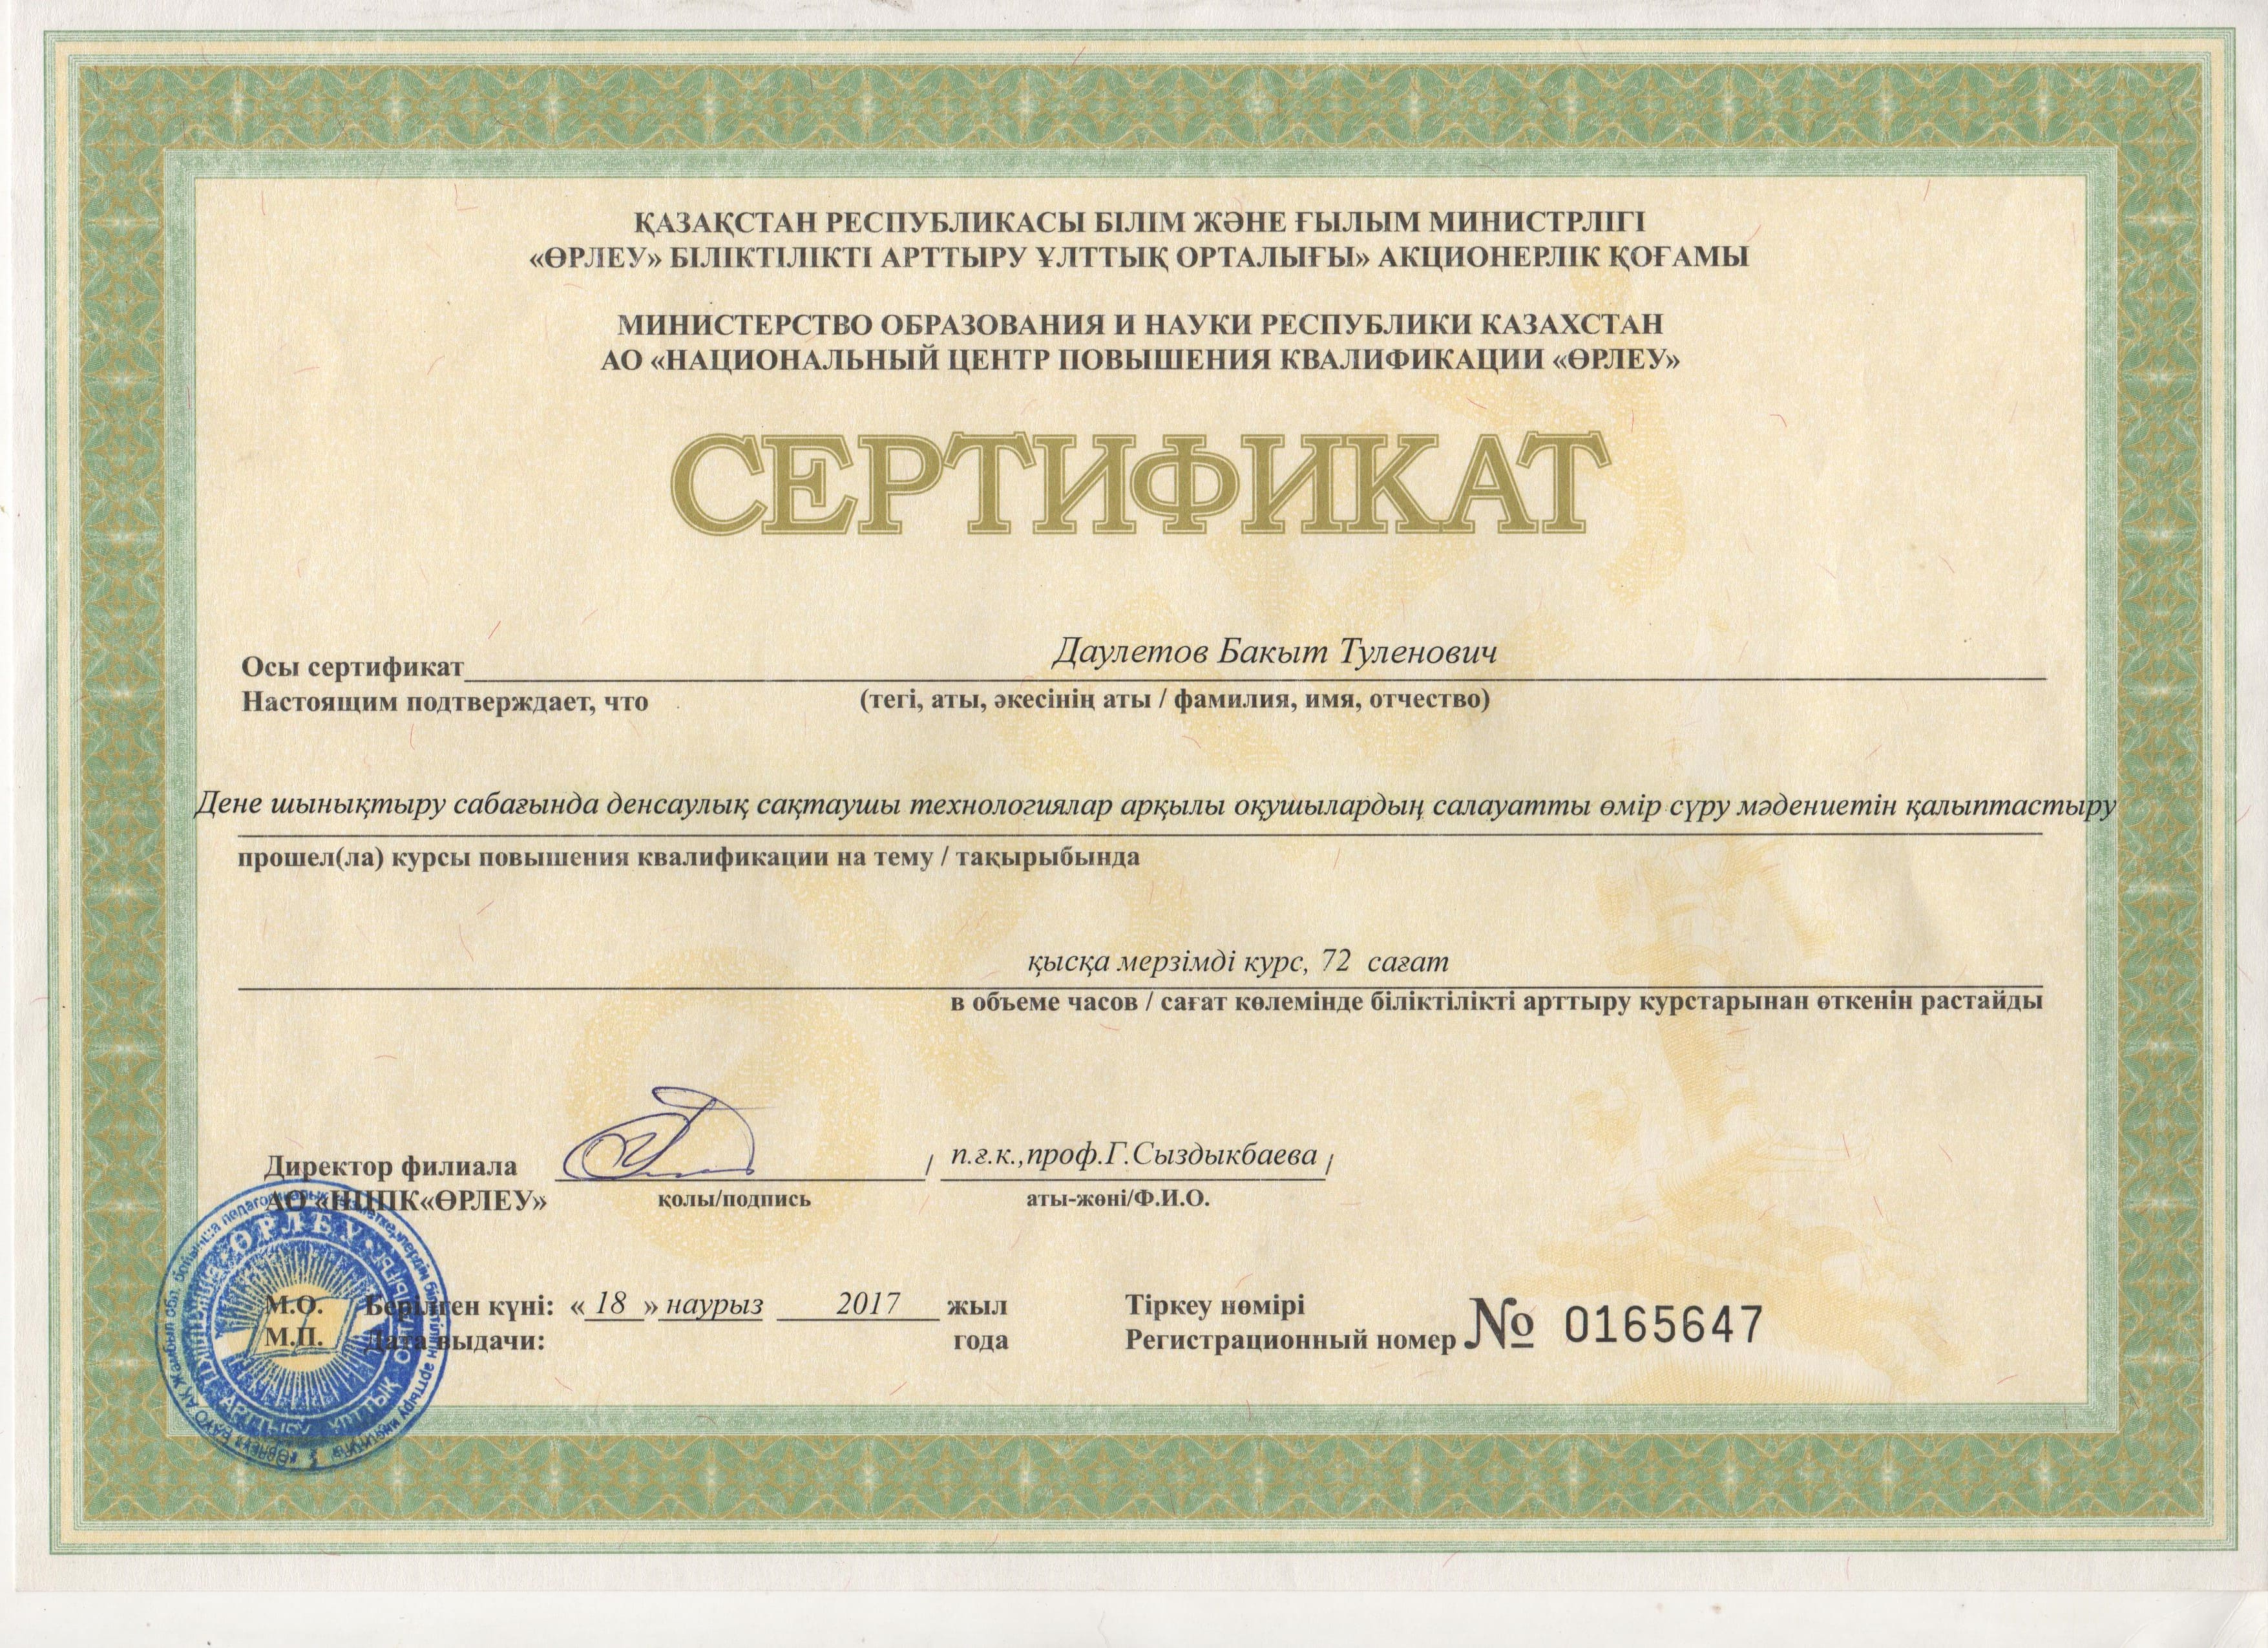 ҚАЗАҚСТАН РЕСПУБЛИКАСЫ БІЛІМ ЖӘНЕ ҒЫЛЫМ МИНИСТРЛІГІ
«ӨРЛЕУ» БІЛІКТІЛІКТІ АРТТЫРУ ҰЛТТЫҚ ОРТАЛЫҒЫ» АКЦИОНЕРЛІК ҚОҒАМЫ
МИНИСТЕРСТВО ОБРАЗОВАНИЯ И НАУКИ РЕСПУБЛИКИ КАЗАХСТАН
АО «НАЦИОНАЛЬНЫЙ ЦЕНТР ПОВЫШЕНИЯ КВАЛИФИКАЦИИ «ӨРЛЕУ»
СЕРТИФИКАТ
Осы сертификат Даулетов Бакыт Туленович
Настоящим подтверждает, что (тегі, аты, әкесінің аты / фамилия, имя, отчество)
Дене шынықтыру сабағында денсаулық сақтаушы технологиялар арқылы оқушылардың салауатты өмір сүру мәдениетін қалыптастыру
прошел(ла) курсы повышения квалификации на тему / тақырыбында
қысқа мерзімді курс, 72 сағат
в объеме часов / сағат көлемінде біліктілікті арттыру курстарынан өткенін растайды
Директор филиала / п.ғ.к.,проф.Г.Сыздыкбаева /
АО «НЦПК«ӨРЛЕУ» қолы/подпись аты-жөні/Ф.И.О.
ӨРЛЕУ
М.О. Берілген күні: « 18 » наурыз 2017 жыл Тіркеу нөмірі
М.П. Дата выдачи: года Регистрационный номер № 0165647